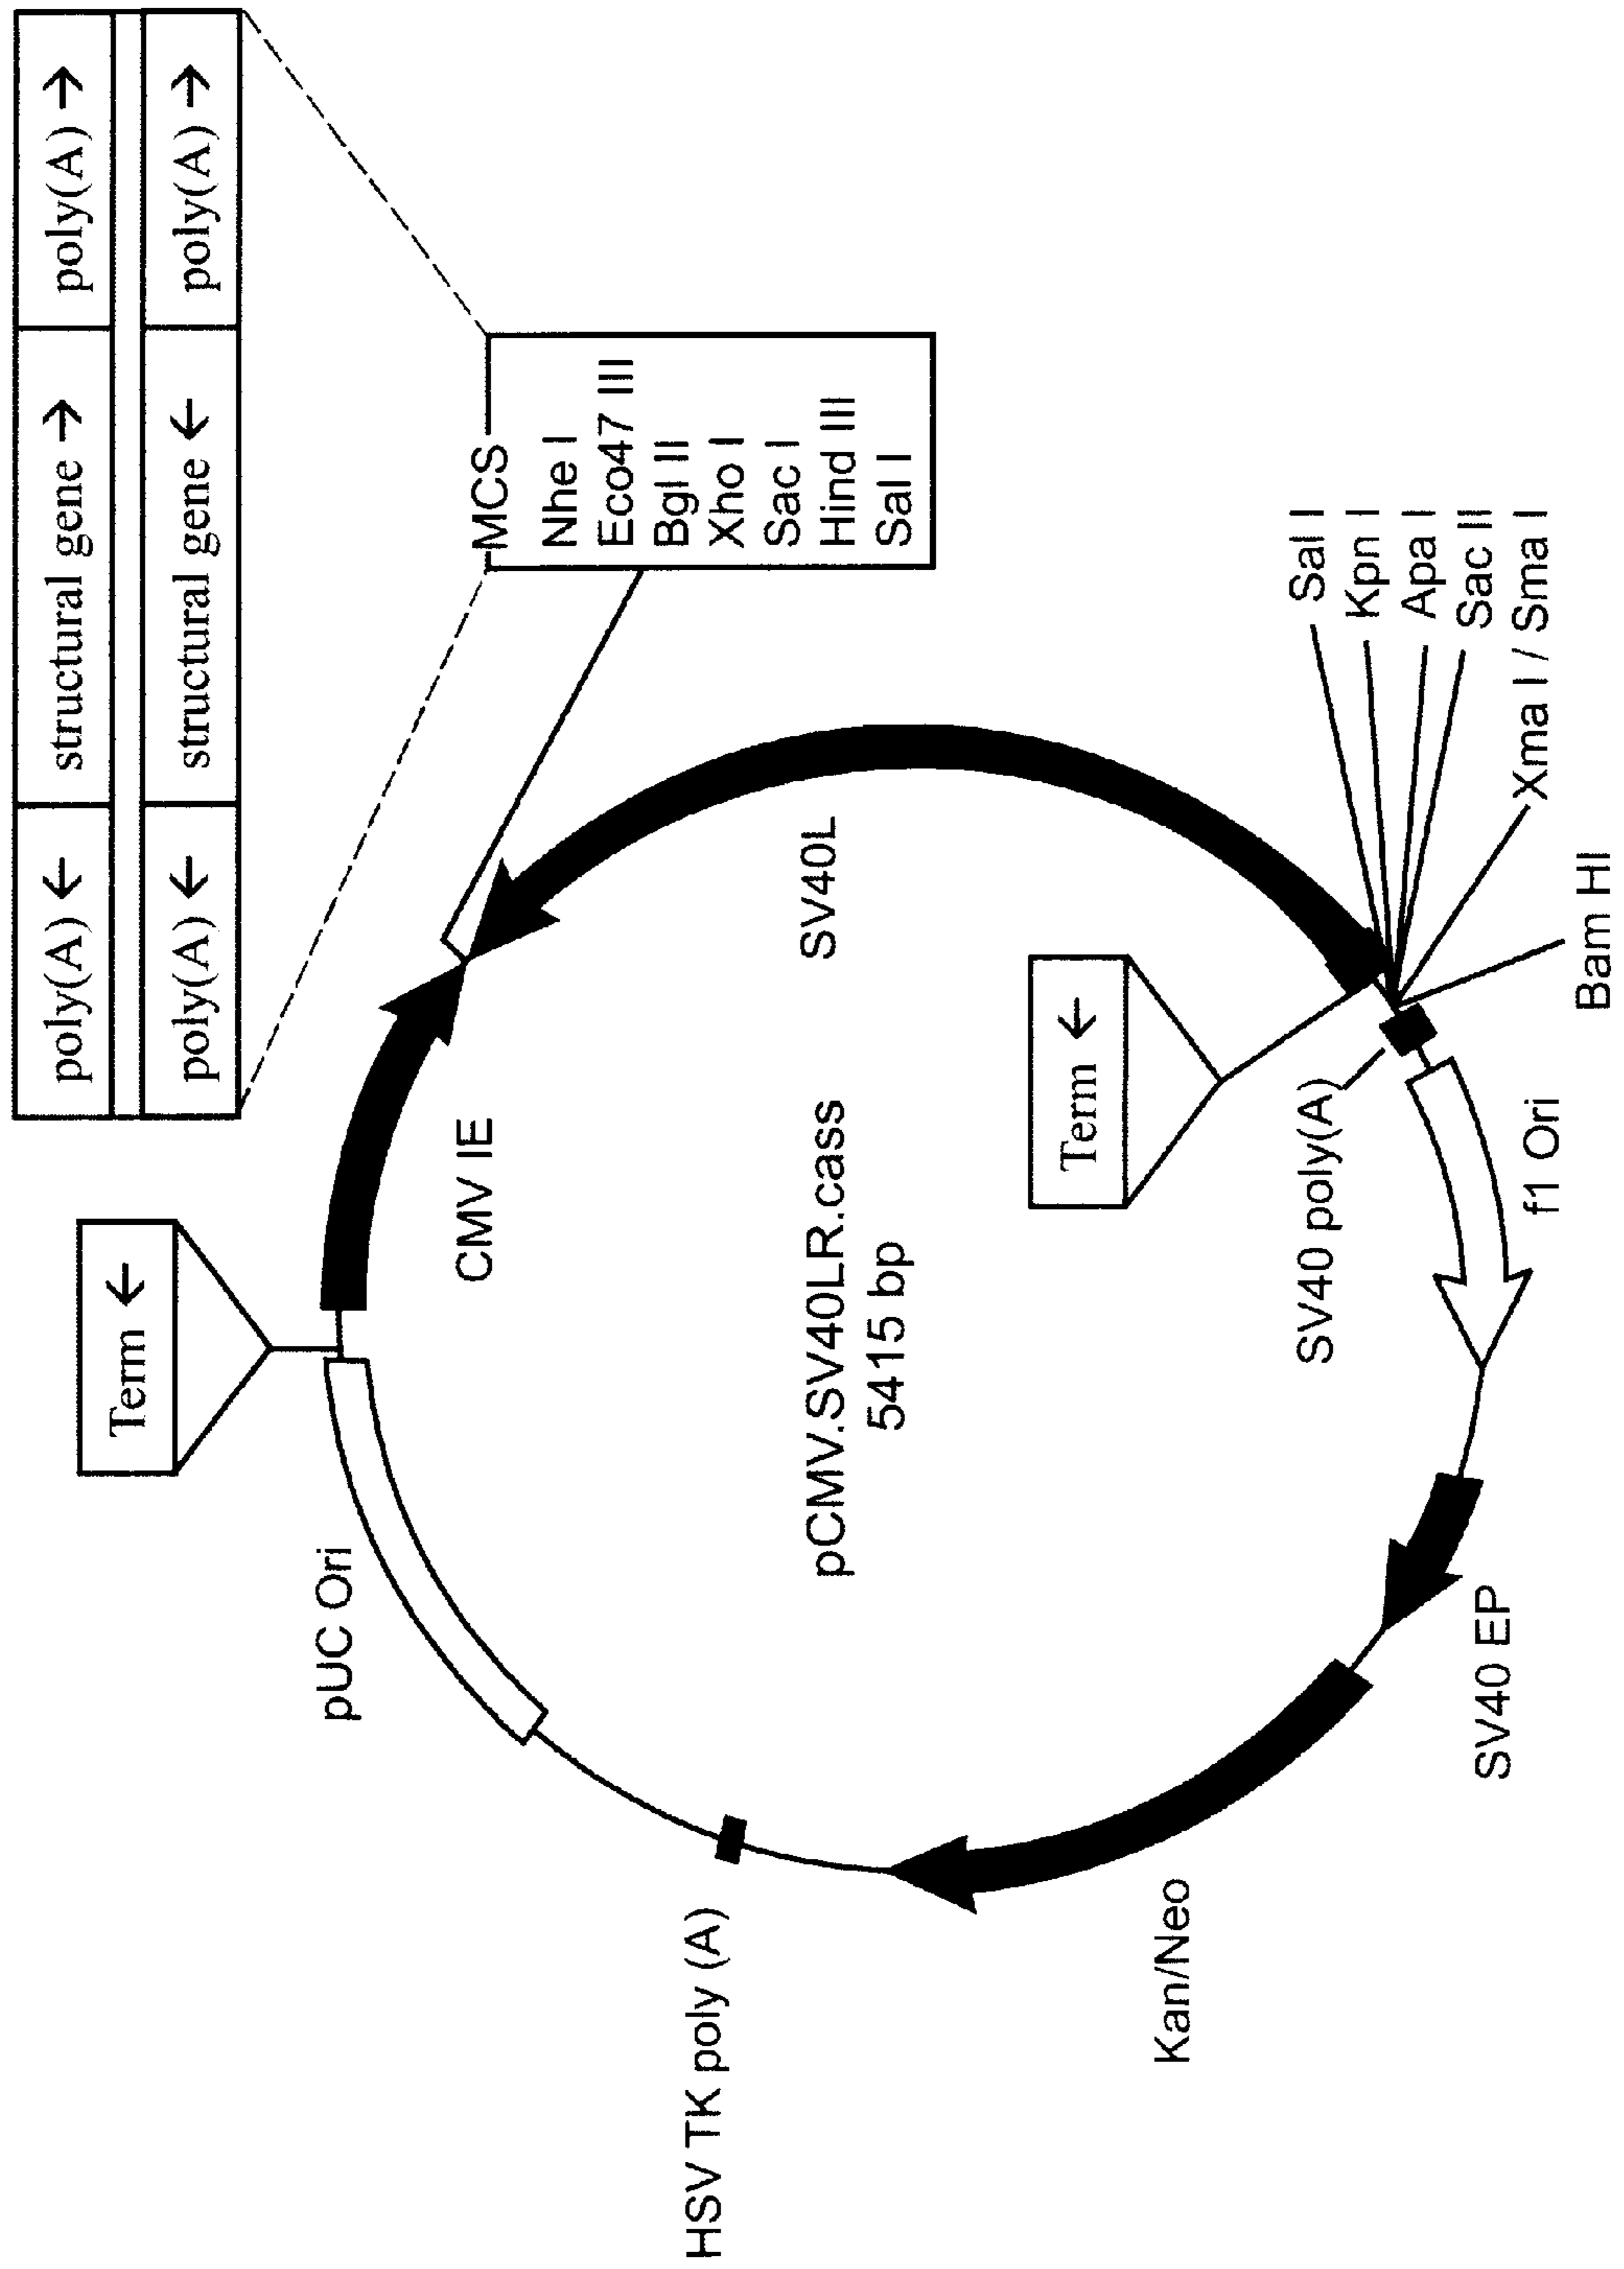 poly(A) ← structural gene → poly(A) →
poly(A) ← structural gene ← poly(A) →
Term ←
MCS
Nhe I
Eco47 III
Bgl II
Xho I
Sac I
Hind III
Sal I
pUC Ori
CMV IE
HSV TK poly (A)
pCMV.SV40LR.cass
5415 bp
SV40L
Term ←
Kan/Neo
SV40 poly(A)
Sal I
Kpn I
Apa I
Sac II
Xma I / Sma I
SV40 EP
f1 Ori
Bam HI